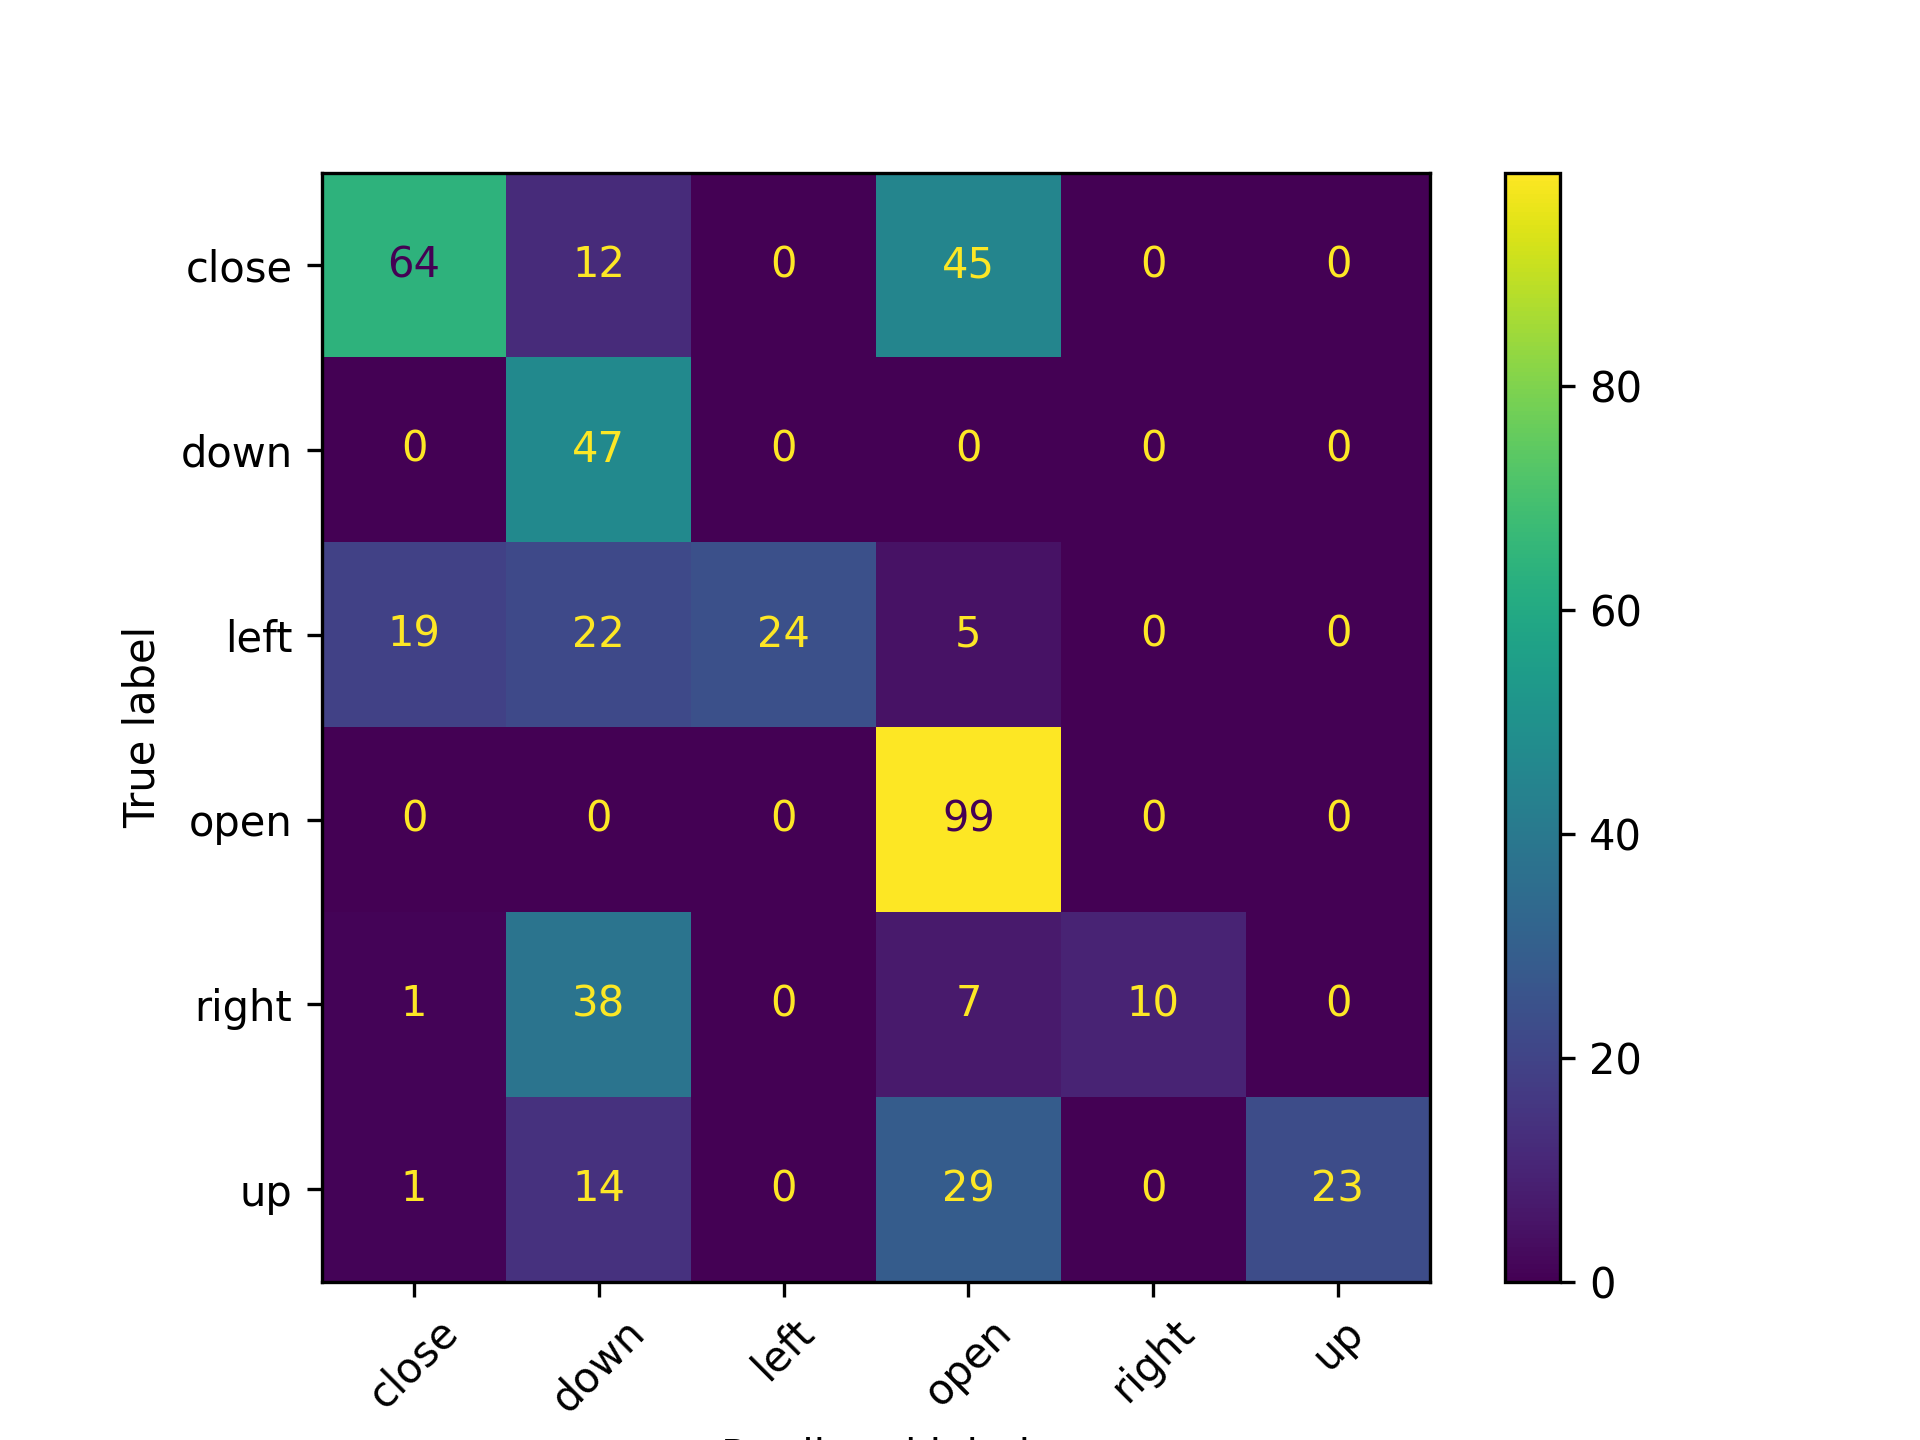 close 64 12 0 45 0 0
down 0 47 0 0 0 0
left 19 22 24 5 0 0
open 0 0 0 99 0 0
right 1 38 0 7 10 0
up 1 14 0 29 0 23
close down left open right up
True label
80
60
40
20
0